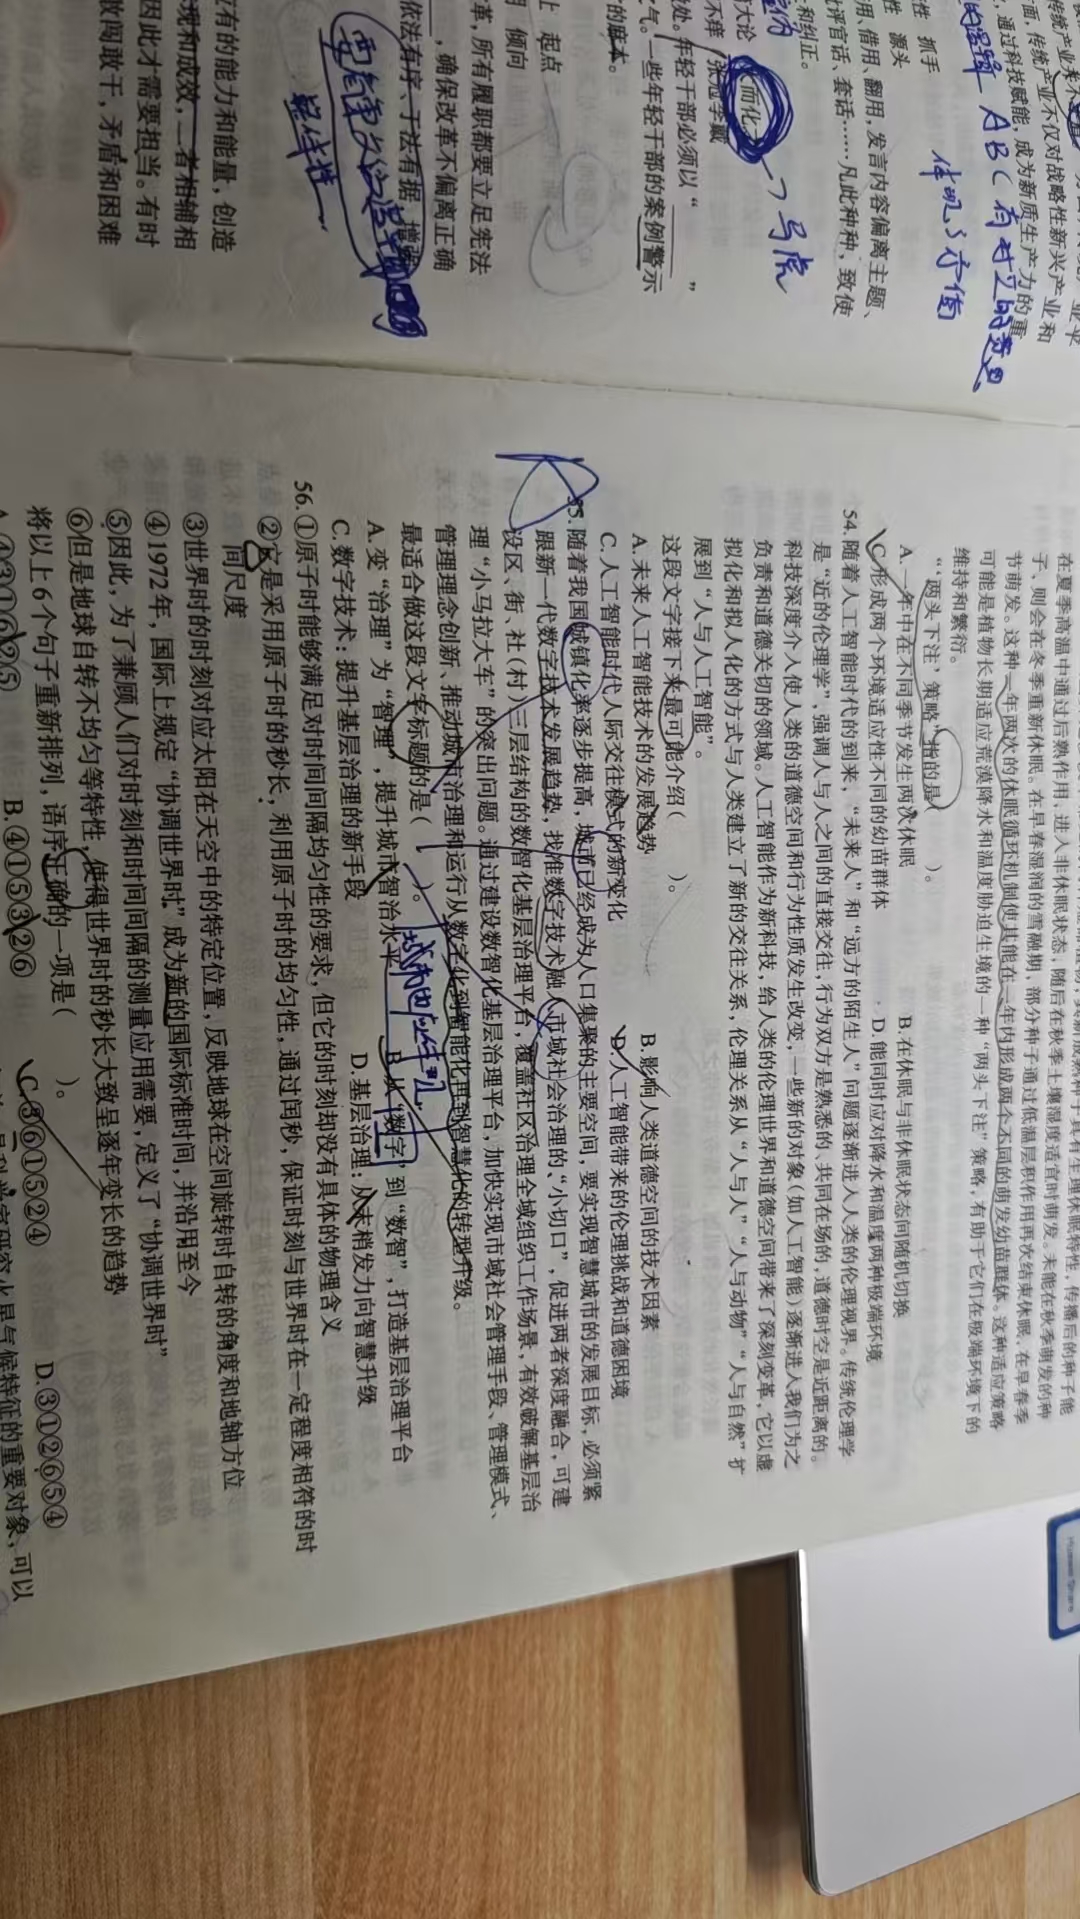 性 抓手
性 源头
用、借用、翻用，发言内容偏离主题、
批评官话、套话……凡此种种，致使
和纠正。
而化
不痒 张冠李戴
处。年轻干部必须以“ ”
气。一些年轻干部的案例警示
的蓝本。
上 起点
倾向
革，所有履职都要立足宪法
，确保改革不偏离正确
依法有序、于法有据，增强
有的能力和能量，创造
现和成效，二者相辅相
因此才需要担当。有时
敢闯敢干，矛盾和困难
在夏季高温中通过后熟作用，进入非休眠状态，随后在秋季土壤湿度适宜时萌发。未能在秋季萌发的种
子，则会在冬季重新休眠。在早春湿润的雪融期，部分种子通过低温层积作用再次结束休眠，在早春季
节萌发。这种一年两次的休眠循环机制使其能在一年内形成两个不同的萌发幼苗群体。这种适应策略
可能是植物长期适应荒漠降水和温度胁迫生境的一种“两头下注”策略，有助于它们在极端环境下的
维持和繁衍。
“‘两头下注’策略”指的是（ ）。
A.一年中在不同季节发生两次休眠 B.在休眠与非休眠状态间随机切换
C.形成两个环境适应性不同的幼苗群体 D.能同时应对降水和温度两种极端环境
54.随着人工智能时代的到来，“未来人”和“远方的陌生人”问题逐渐进入人类的伦理视界。传统伦理学
是“近的伦理学”，强调人与人之间的直接交往，行为双方是熟悉的、共同在场的，道德时空是近距离的。
科技深度介入使人类的道德空间和行为性质发生改变，一些新的对象（如人工智能）逐渐进入我们为之
负责和道德关切的领域。人工智能作为新科技，给人类的伦理世界和道德空间带来了深刻变革，它以虚
拟化和拟人化的方式与人类建立了新的交往关系，伦理关系从“人与人”“人与动物”“人与自然”扩
展到“人与人工智能”。
这段文字接下来最可能介绍（ ）。
A.未来人工智能技术的发展趋势 B.影响人类道德空间的技术因素
C.人工智能时代人际交往模式的新变化 D.人工智能带来的伦理挑战和道德困境
55.随着我国城镇化率逐步提高，城市已经成为人口集聚的主要空间，要实现智慧城市的发展目标，必须紧
跟新一代数字技术发展趋势，找准数字技术融入市域社会治理的“小切口”，促进两者深度融合，可建
设区、街、社（村）三层结构的数智化基层治理平台，覆盖社区治理全域组织工作场景，有效破解基层治
理“小马拉大车”的突出问题。通过建设数智化基层治理平台，加快实现市域社会管理手段、管理模式、
管理理念创新、推动城市治理和运行从数字化到智能化再到智慧化的转型升级。
最适合做这段文字标题的是（ ）。
A.变“治理”为“智理”，提升城市智治水平 B.从“数字”到“数智”，打造基层治理平台
C.数字技术：提升基层治理的新手段 D.基层治理：从末梢发力向智慧升级
56.①原子时能够满足对时间间隔均匀性的要求，但它的时刻却没有具体的物理含义
②它是采用原子时的秒长，利用原子时的均匀性，通过闰秒，保证时刻与世界时在一定程度相符的时
间尺度
③世界时的时刻对应太阳在天空中的特定位置，反映地球在空间旋转时自转的角度和地轴方位
④1972年，国际上规定“协调世界时”成为新的国际标准时间，并沿用至今
⑤因此，为了兼顾人们对时刻和时间间隔的测量应用需要，定义了“协调世界时”
⑥但是地球自转不均匀等特性，使得世界时的秒长大致呈逐年变长的趋势
将以上6个句子重新排列，语序正确的一项是（ ）。
A.④③①⑥②⑤ B.④①⑤③②⑥ C.③⑥①⑤②④ D.③①②⑥⑤④